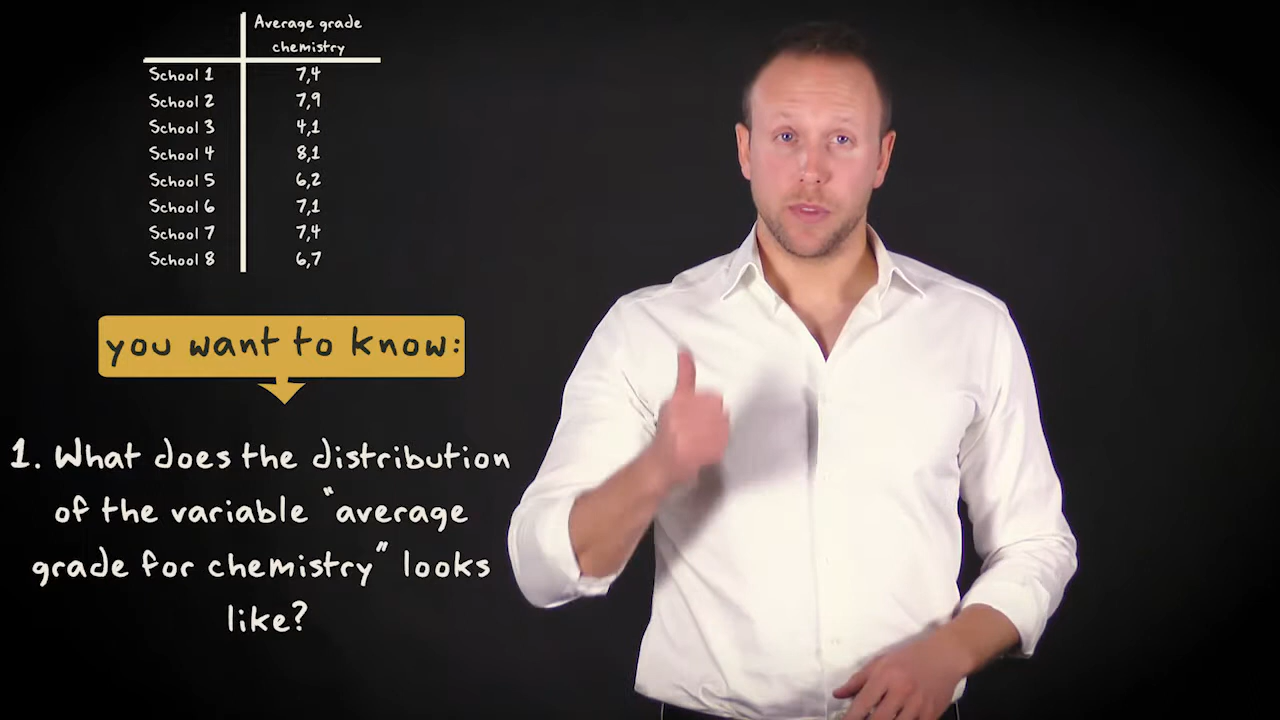 Average grade
chemistry
School 1 7,4
School 2 7,9
School 3 4,1
School 4 8,1
School 5 6,2
School 6 7,1
School 7 7,4
School 8 6,7
you want to know:
1. What does the distribution
of the variable "average
grade for chemistry" looks
like?